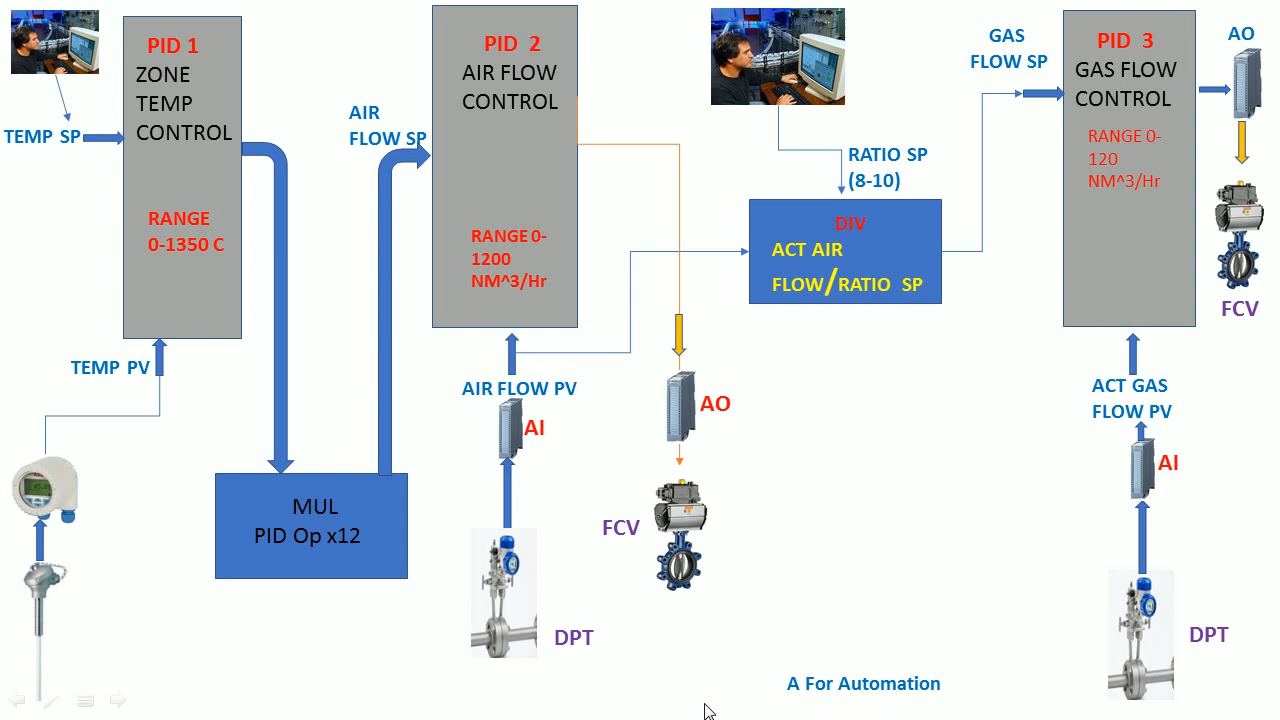 PID 1
ZONE
TEMP
CONTROL
TEMP SP
RANGE
0-1350 C
TEMP PV
MUL
PID Op x12
AIR
FLOW SP
PID 2
AIR FLOW
CONTROL
RANGE 0-
1200
NM^3/Hr
AIR FLOW PV
AI
DPT
AO
FCV
RATIO SP
(8-10)
DIV
ACT AIR
FLOW/RATIO SP
GAS
FLOW SP
PID 3
GAS FLOW
CONTROL
RANGE 0-
120
NM^3/Hr
AO
FCV
ACT GAS
FLOW PV
AI
DPT
A For Automation